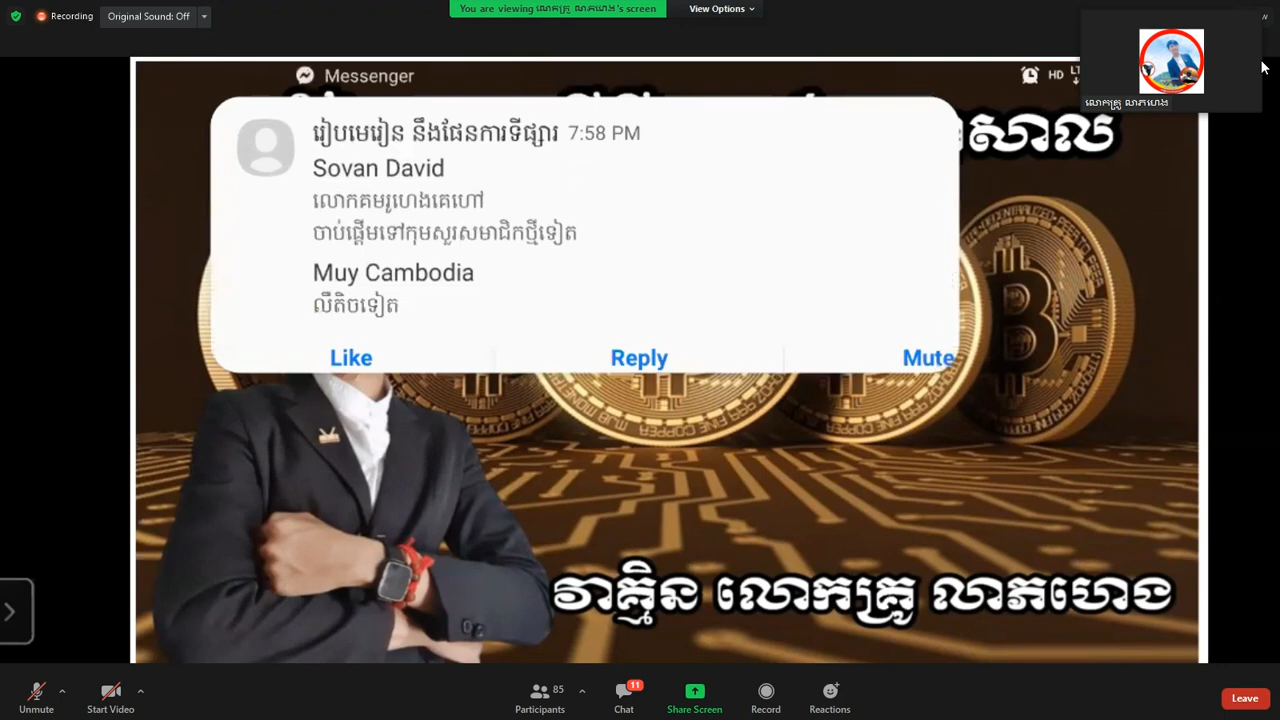 Recording
Original Sound: Off
You are viewing លោកគ្រូ លាភហេង's screen
View Options
លោកគ្រូ លាភហេង
Messenger
HD
រៀបមេរៀន នឹងផែនការទីផ្សារ 7:58 PM
Sovan David
លោកគមរូហេងគេហៅ
ចាប់ផ្ដើមទៅកុមសួរសមាជិកថ្មីទៀត
Muy Cambodia
លឺតិចទៀត
Like
Reply
Mute
វាគ្មិន លោកគ្រូ លាភហេង
Unmute
Start Video
85
Participants
11
Chat
Share Screen
Record
Reactions
Leave